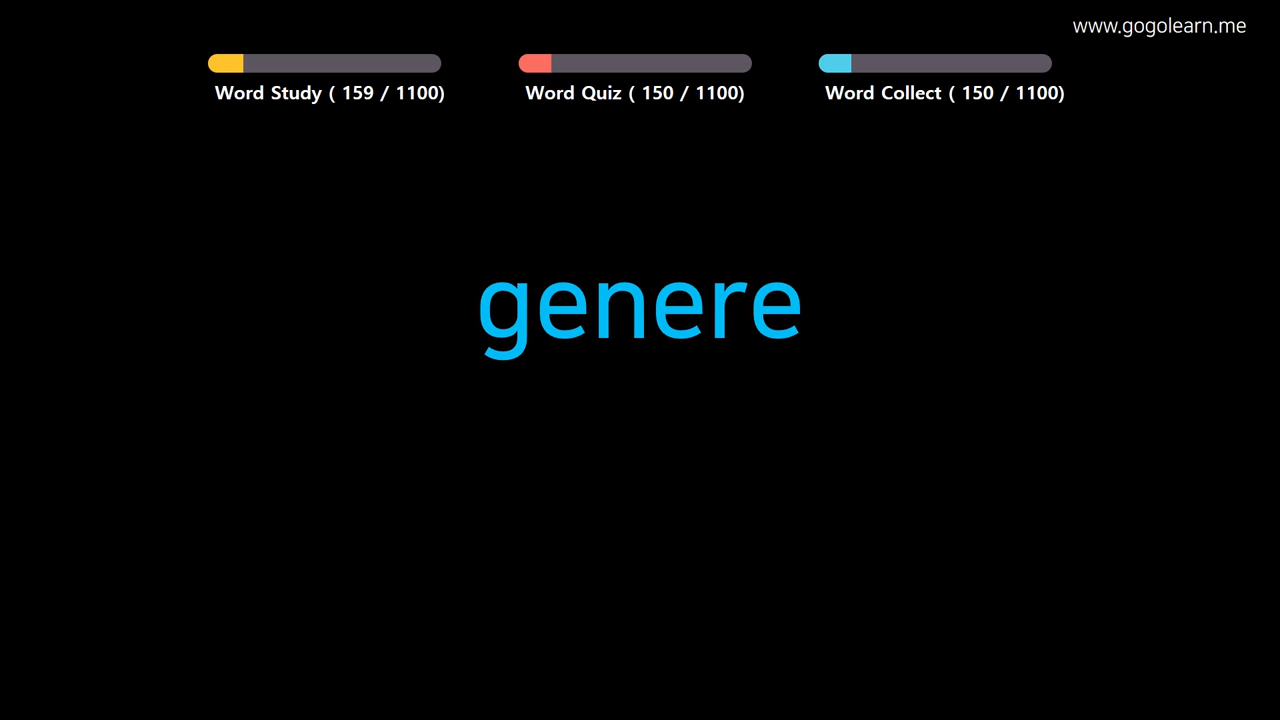 www.gogolearn.me
Word Study ( 159 / 1100)
Word Quiz ( 150 / 1100)
Word Collect ( 150 / 1100)
genere